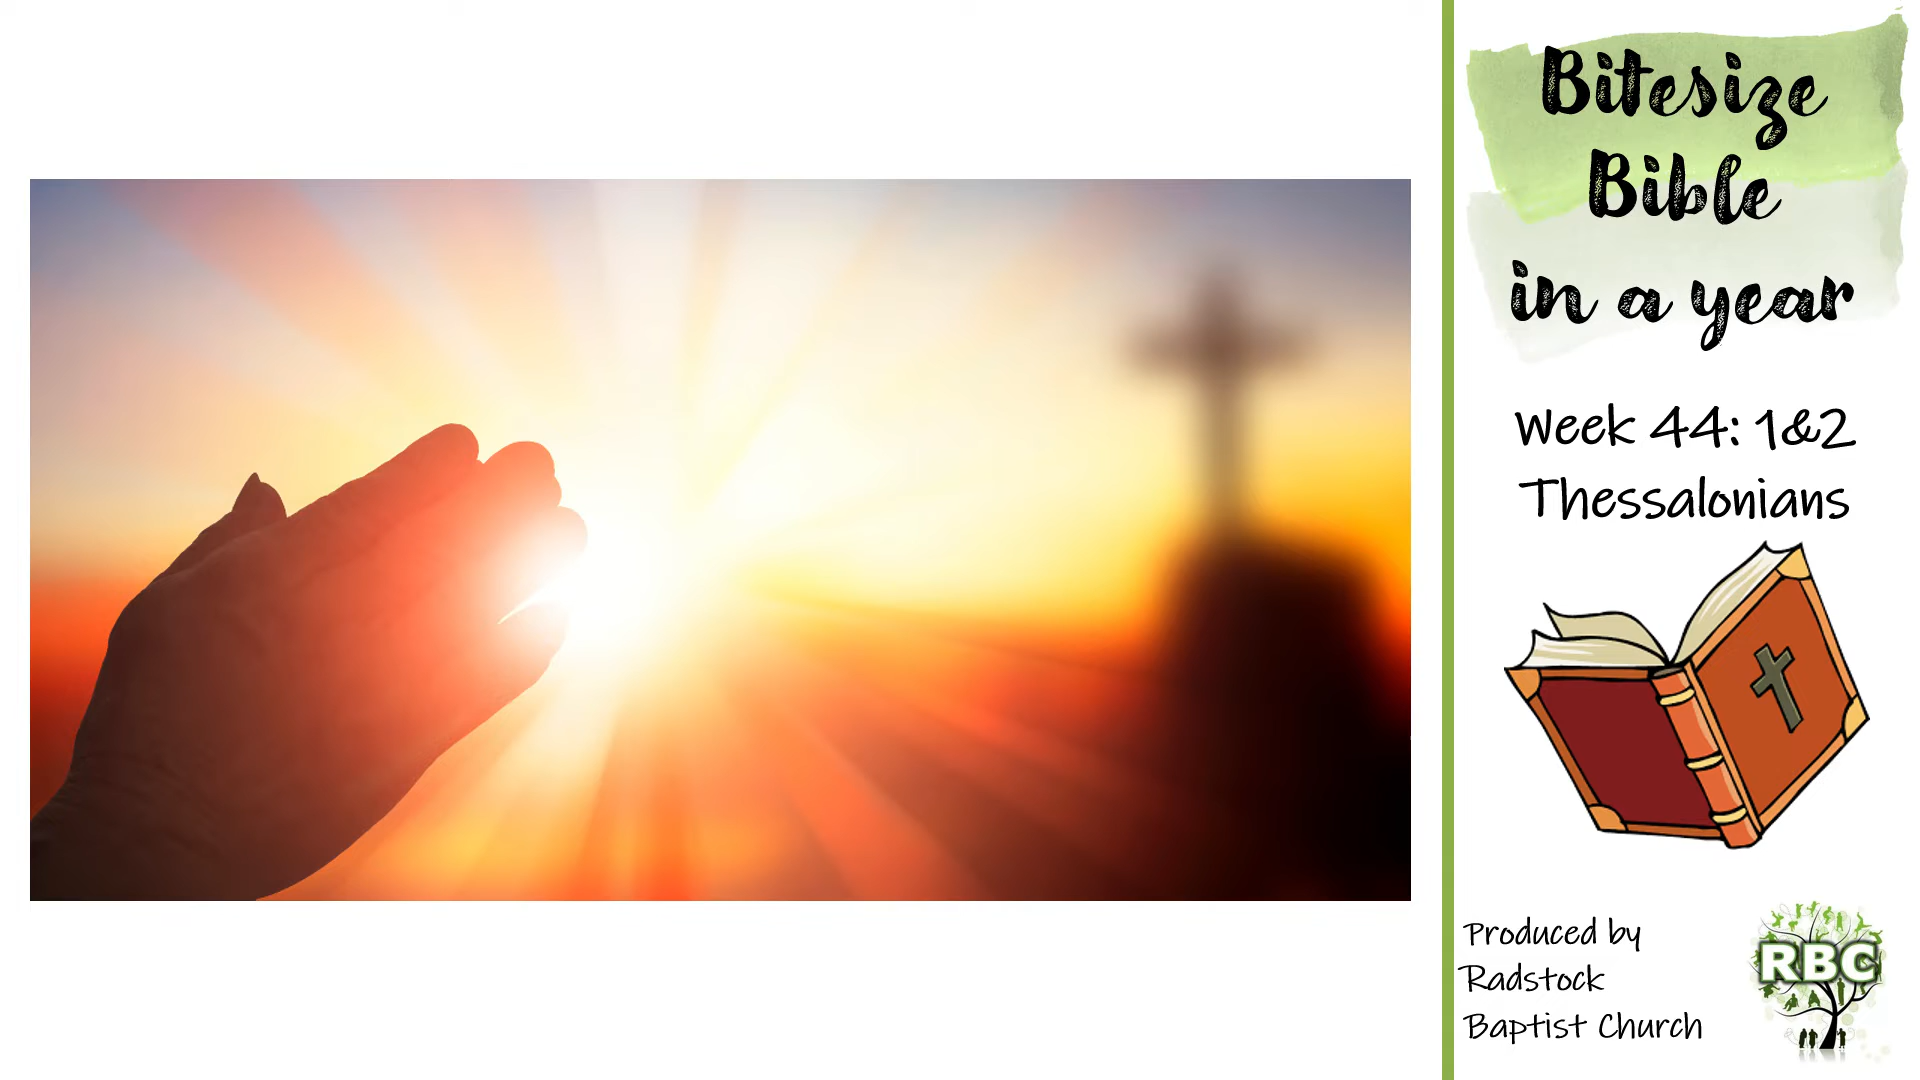 Bitesize
Bible
in a year
Week 44: 1&2
Thessalonians
Produced by
Radstock
Baptist Church
RBC